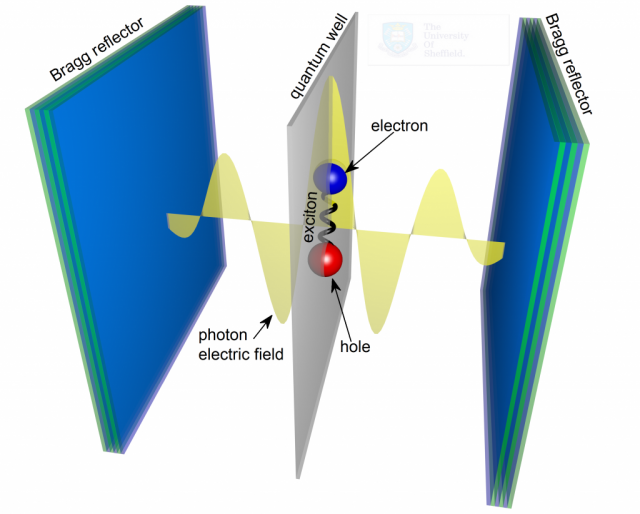 Bragg reflector
quantum well
The
University
Of
Sheffield.
Bragg reflector
electron
exciton
photon
electric field
hole